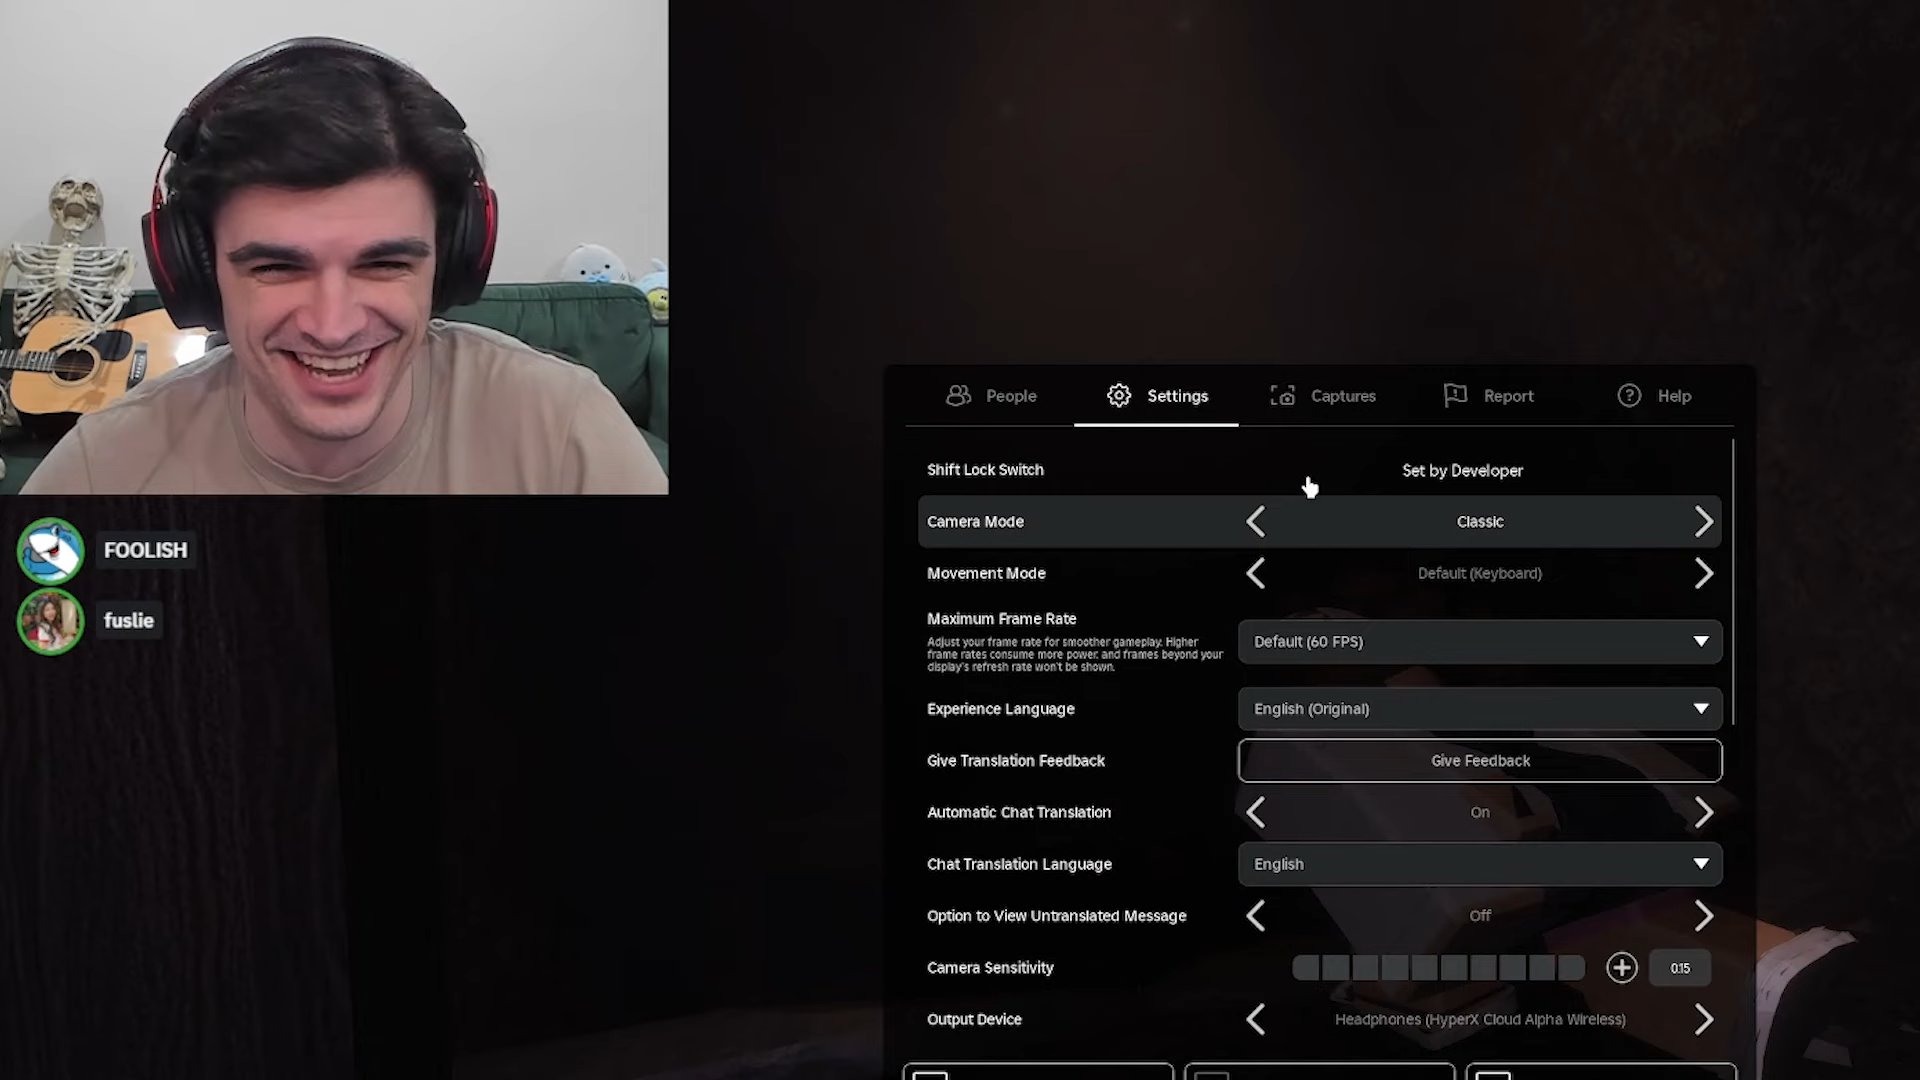 People
Settings
Captures
Report
Help
Shift Lock Switch
Set by Developer
Camera Mode
Classic
Movement Mode
Default (Keyboard)
Maximum Frame Rate
Adjust your frame rate for smoother gameplay. Higher
frame rates consume more power, and frames beyond your
display's refresh rate won't be shown.
Default (60 FPS)
Experience Language
English (Original)
Give Translation Feedback
Give Feedback
Automatic Chat Translation
On
Chat Translation Language
English
Option to View Untranslated Message
Off
Camera Sensitivity
0.15
Output Device
Headphones (HyperX Cloud Alpha Wireless)
FOOLISH
fuslie